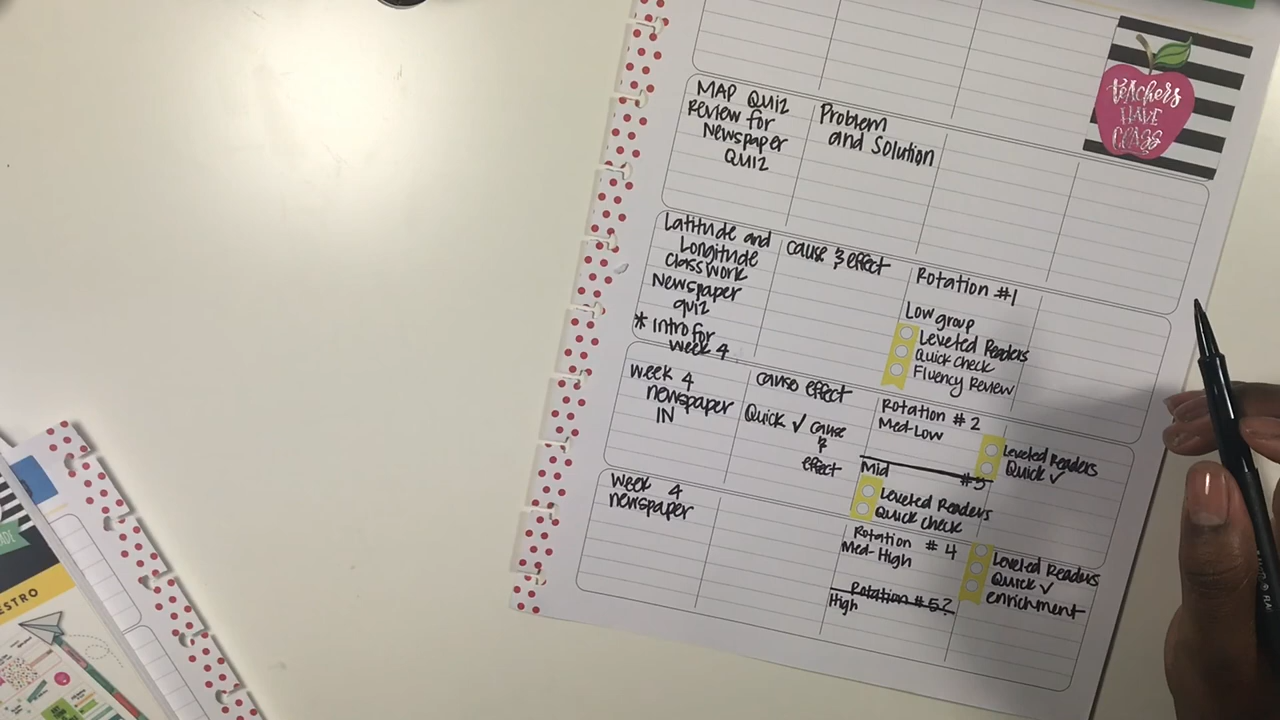 teachers
HAVE
CLASS
MAP QUIZ
Review for
Newspaper
QUIZ
Problem
and Solution
Latitude and
Longitude
classwork
Newspaper
quiz
* Intro for
week 4
cause & effect
Rotation #1
Low group
Leveled Readers
Quick check
Fluency Review
week 4
newspaper
IN
cause effect
Quick ✓ cause
&
effect
Rotation # 2
Med-Low
Leveled Readers
Quick ✓
Mid
#3
Leveled Readers
Quick check
week 4
newspaper
Rotation # 4
Med-High
Leveled Readers
Quick ✓
enrichment
Rotation #5?
High
ESTRO